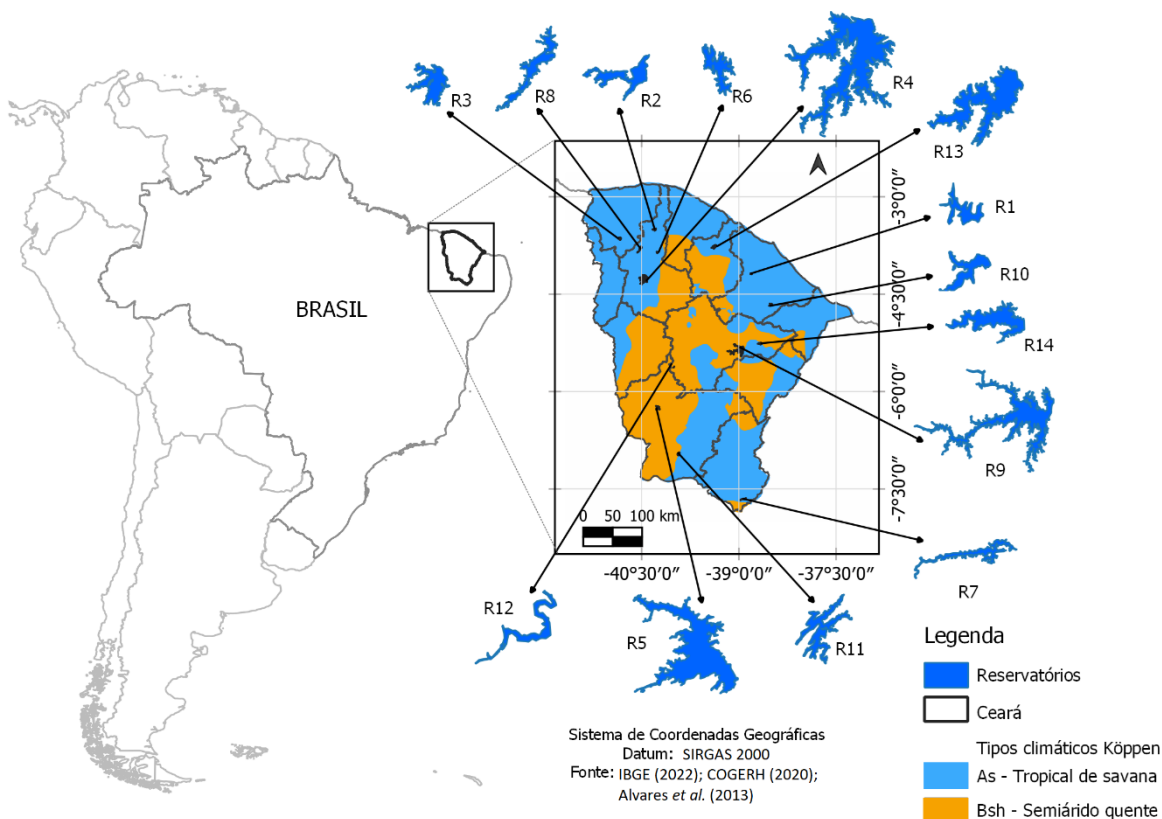 R3
R8
R2
R6
R4
R13
R1
R10
R14
R9
R7
R12
R5
R11
BRASIL
-3°0'0"
-4°30'0"
-6°0'0"
-7°30'0"
0 50 100 km
-40°30'0" -39°0'0" -37°30'0"
Sistema de Coordenadas Geográficas
Datum: SIRGAS 2000
Fonte: IBGE (2022); COGERH (2020);
Alvares et al. (2013)
Legenda
Reservatórios
Ceará
Tipos climáticos Köppen
As - Tropical de savana
Bsh - Semiárido quente